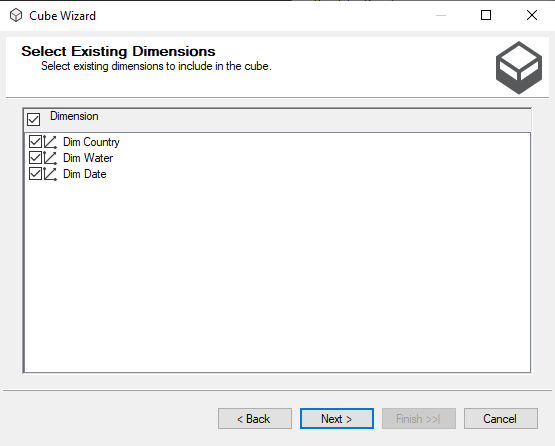 Cube Wizard
Select Existing Dimensions
Select existing dimensions to include in the cube.
Dimension
Dim Country
Dim Water
Dim Date
< Back
Next >
Finish >>|
Cancel